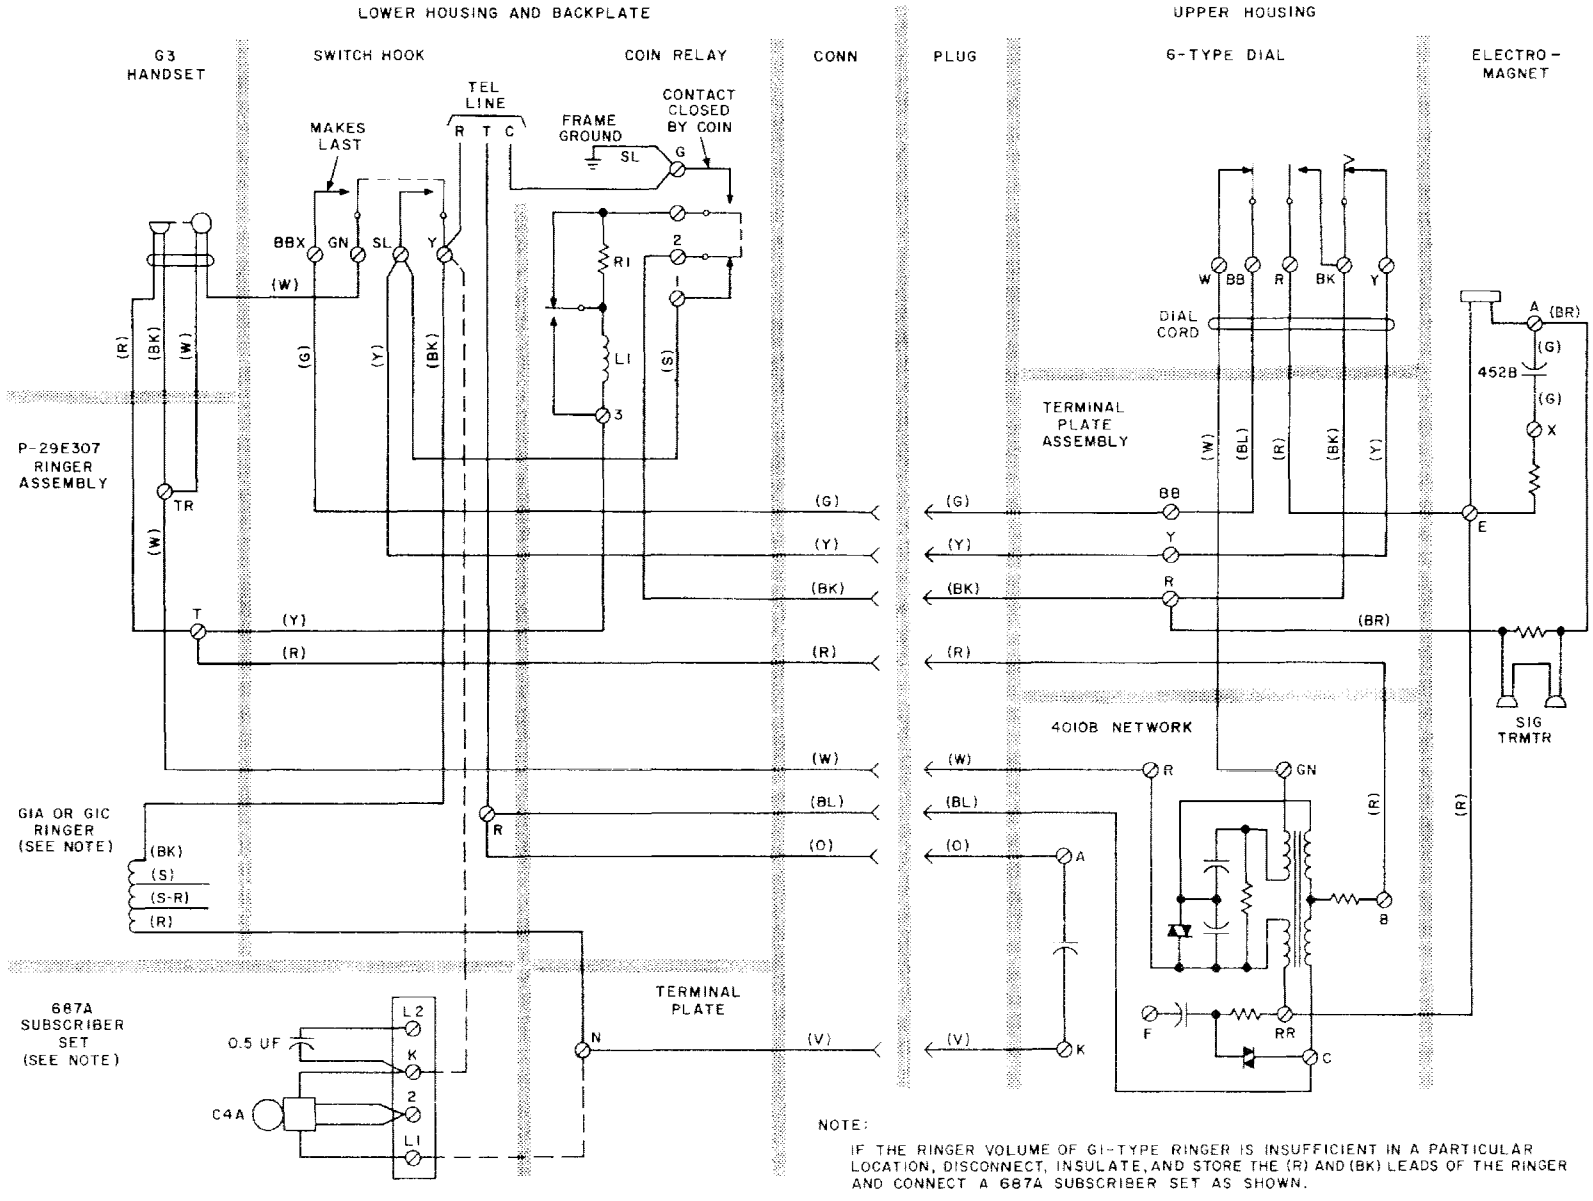 LOWER HOUSING AND BACKPLATE
UPPER HOUSING
G3
HANDSET
SWITCH HOOK
COIN RELAY
CONN
PLUG
6-TYPE DIAL
ELECTRO-
MAGNET
TEL
LINE
R T C
MAKES
LAST
FRAME
GROUND
SL
G
CONTACT
CLOSED
BY COIN
BBX
GN
SL
Y
2
1
R1
L1
3
(W)
(R)
(BK)
(W)
(G)
(Y)
(BK)
(S)
W
BB
R
BK
Y
DIAL
CORD
A
(BR)
(G)
452B
(G)
X
P-29E307
RINGER
ASSEMBLY
TR
(W)
TERMINAL
PLATE
ASSEMBLY
(W)
(BL)
(R)
(BK)
(Y)
(G)
(G)
BB
E
(Y)
(Y)
Y
(BK)
(BK)
R
T
(Y)
(BR)
(R)
(R)
(R)
SIG
TRMTR
4010B NETWORK
(W)
(W)
R
GN
(R)
(R)
G1A OR G1C
RINGER
(SEE NOTE)
(BK)
(S)
(S-R)
(R)
R
(BL)
(BL)
(O)
(O)
A
B
687A
SUBSCRIBER
SET
(SEE NOTE)
0.5 UF
C4A
L2
K
2
L1
TERMINAL
PLATE
N
(V)
(V)
K
F
RR
C
NOTE:
IF THE RINGER VOLUME OF G1-TYPE RINGER IS INSUFFICIENT IN A PARTICULAR
LOCATION, DISCONNECT, INSULATE, AND STORE THE (R) AND (BK) LEADS OF THE RINGER
AND CONNECT A 687A SUBSCRIBER SET AS SHOWN.